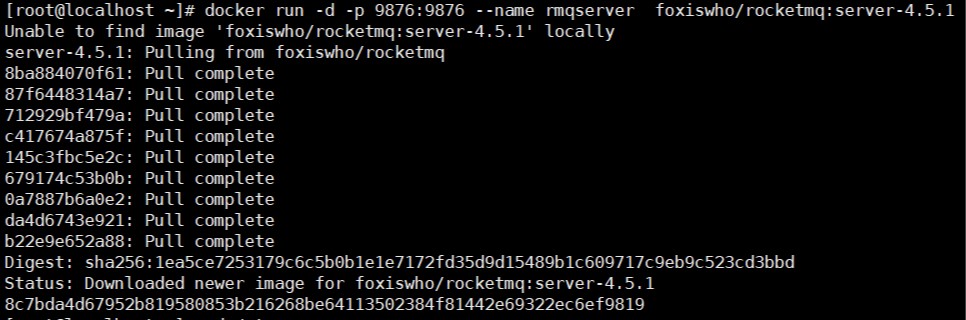 [root@localhost ~]# docker run -d -p 9876:9876 --name rmqserver  foxiswho/rocketmq:server-4.5.1
Unable to find image 'foxiswho/rocketmq:server-4.5.1' locally
server-4.5.1: Pulling from foxiswho/rocketmq
8ba884070f61: Pull complete
87f6448314a7: Pull complete
712929bf479a: Pull complete
c417674a875f: Pull complete
145c3fbc5e2c: Pull complete
679174c53b0b: Pull complete
0a7887b6a0e2: Pull complete
da4d6743e921: Pull complete
b22e9e652a88: Pull complete
Digest: sha256:1ea5ce7253179c6c5b0b1e1e7172fd35d9d15489b1c609717c9eb9c523cd3bbd
Status: Downloaded newer image for foxiswho/rocketmq:server-4.5.1
8c7bda4d67952b819580853b216268be64113502384f81442e69322ec6ef9819